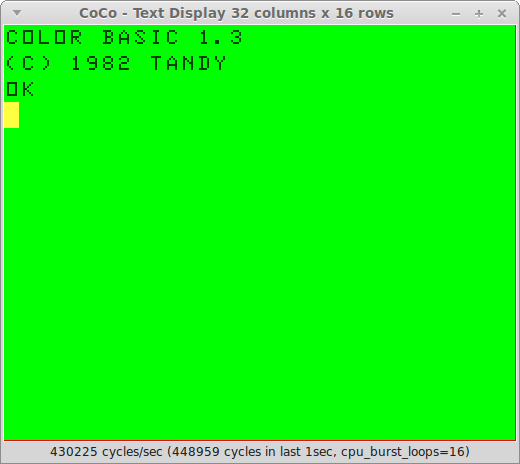 CoCo - Text Display 32 columns x 16 rows
COLOR BASIC 1.3
(C) 1982 TANDY
OK
430225 cycles/sec (448959 cycles in last 1sec, cpu_burst_loops=16)